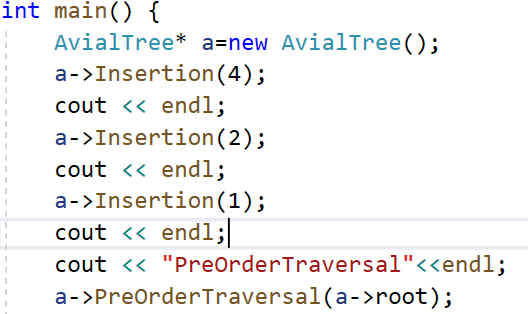 int main() {
AvialTree* a=new AvialTree();
a->Insertion(4);
cout << endl;
a->Insertion(2);
cout << endl;
a->Insertion(1);
cout << endl;
cout << "PreOrderTraversal"<<endl;
a->PreOrderTraversal(a->root);